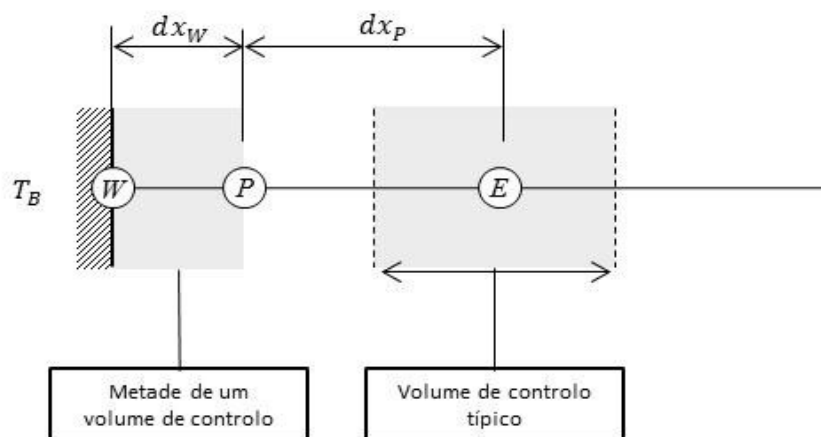 dx_W
dx_P
T_B
W
P
E
Metade de um
volume de controlo
Volume de controlo
típico